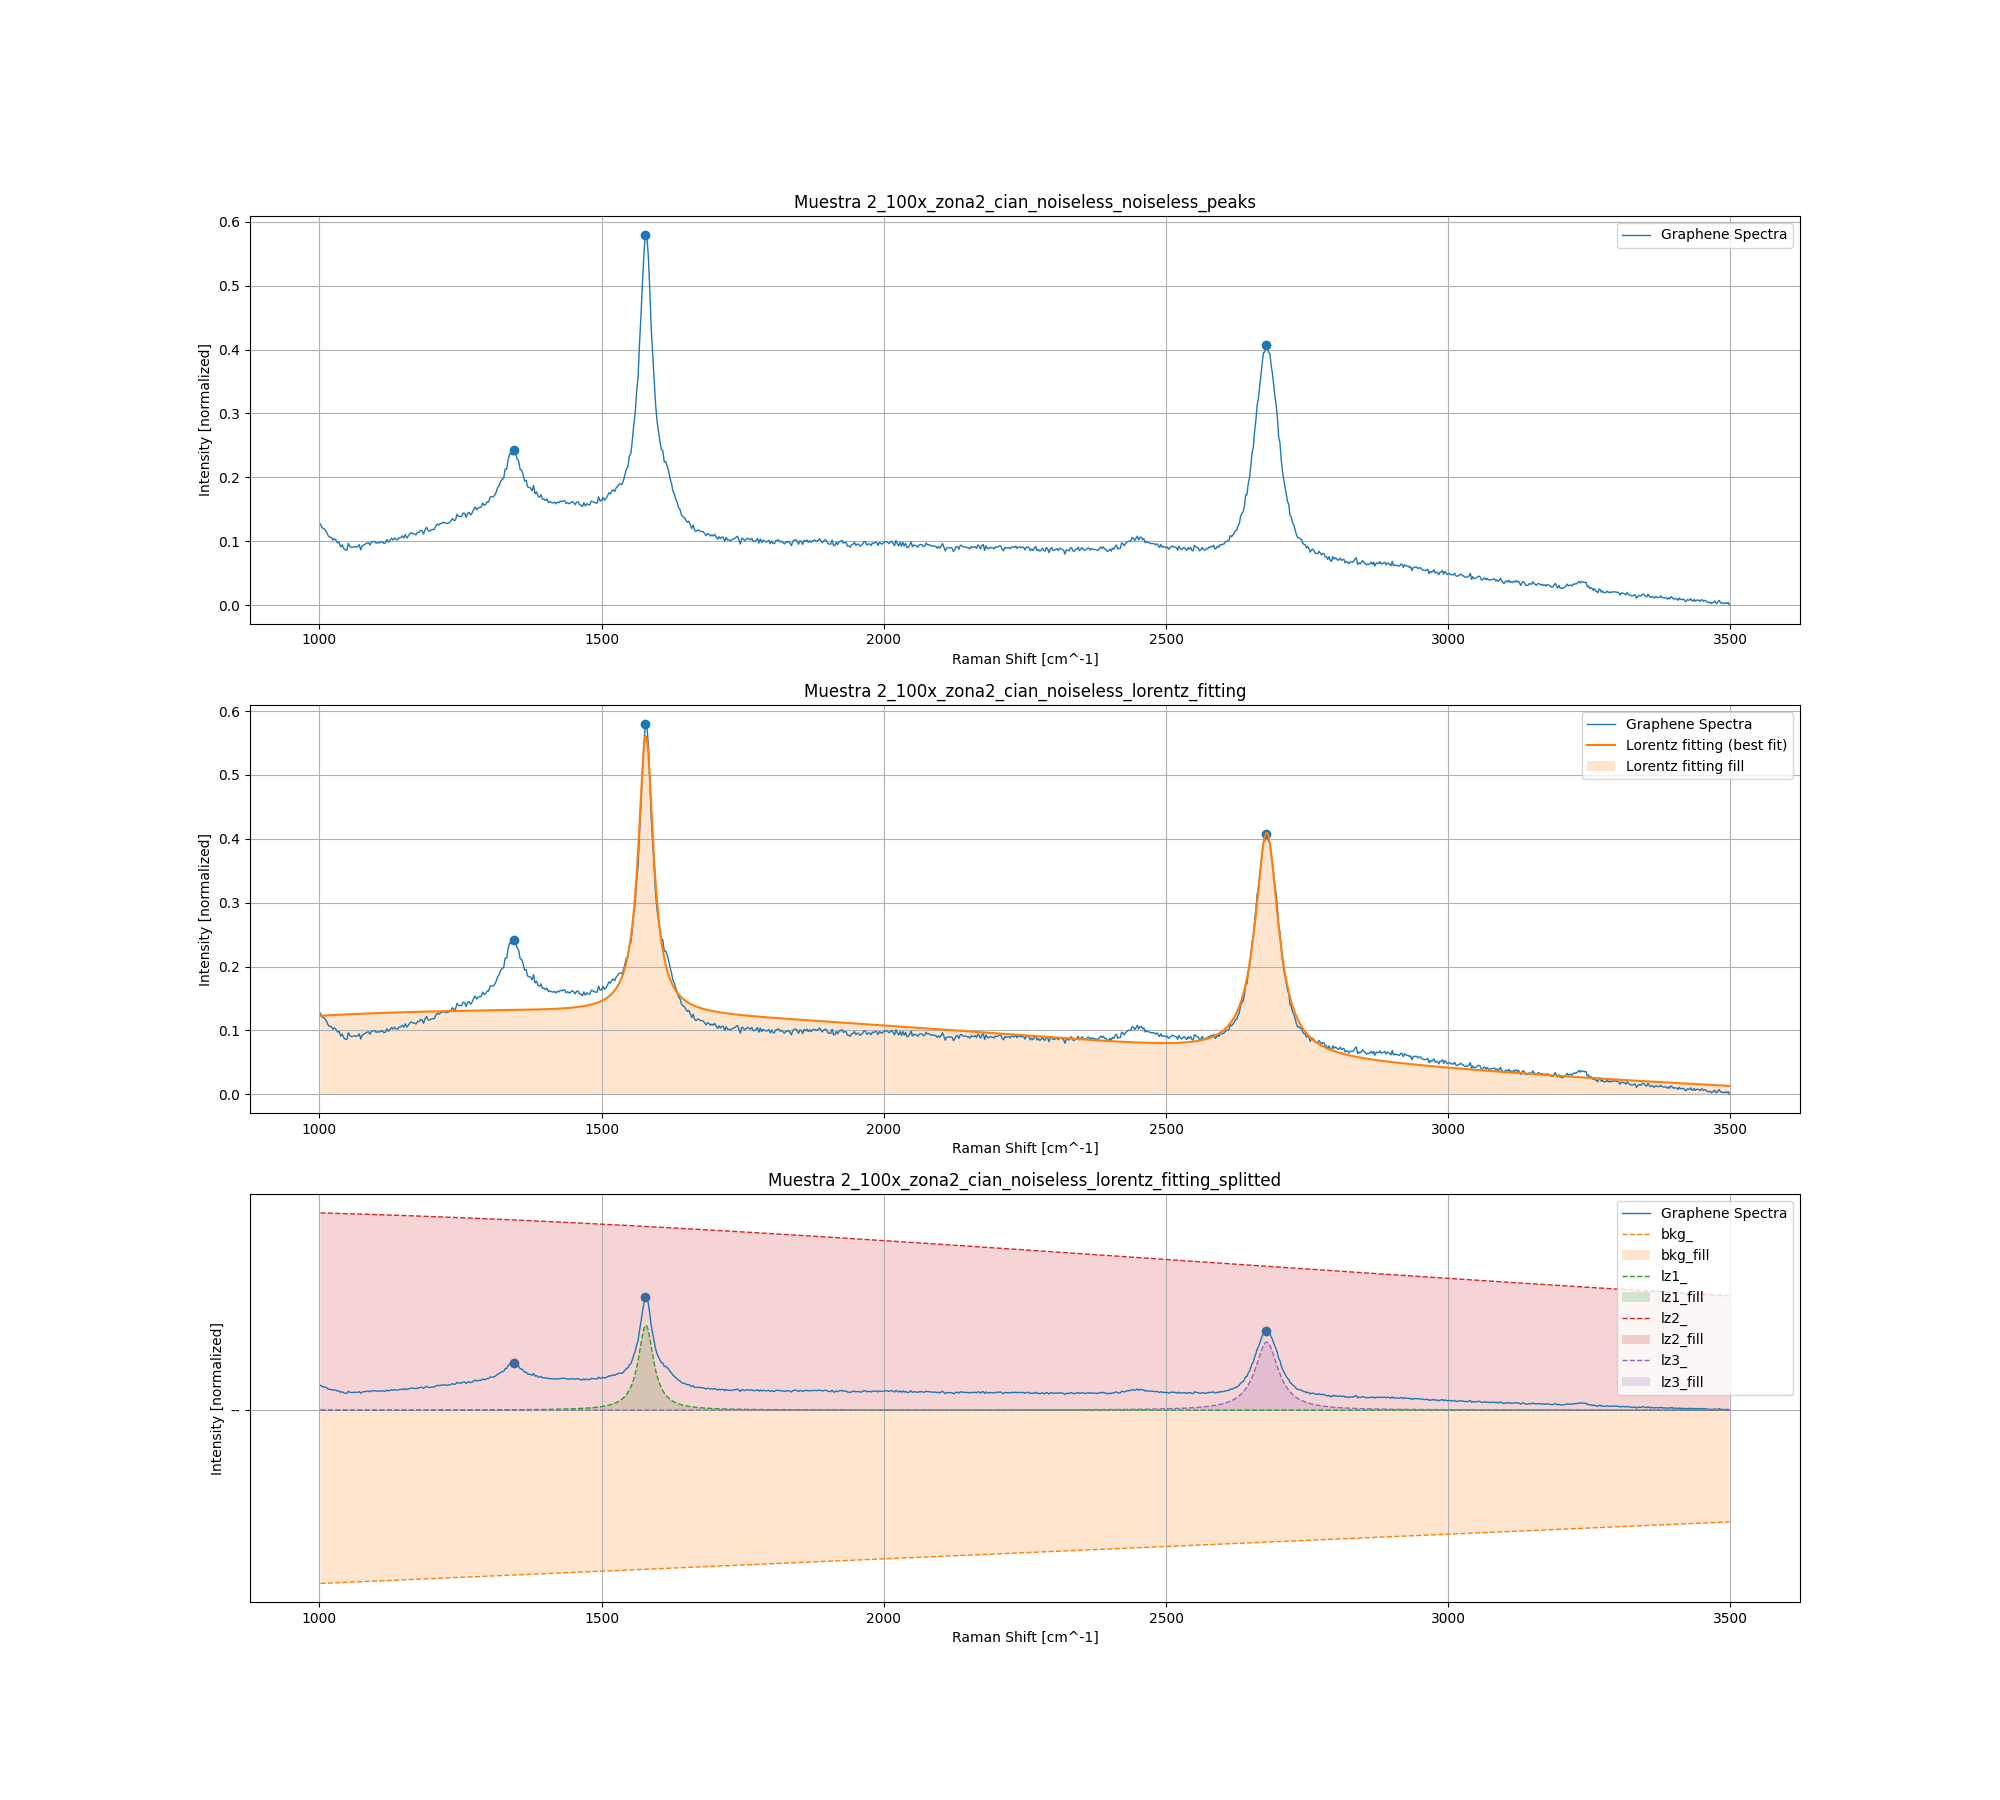 Muestra 2_100x_zona2_cian_noiseless_noiseless_peaks
Graphene Spectra
Intensity [normalized]
0.6
0.5
0.4
0.3
0.2
0.1
0.0
1000 1500 2000 2500 3000 3500
Raman Shift [cm^-1]
Muestra 2_100x_zona2_cian_noiseless_lorentz_fitting
Graphene Spectra
Lorentz fitting (best fit)
Lorentz fitting fill
Intensity [normalized]
0.6
0.5
0.4
0.3
0.2
0.1
0.0
1000 1500 2000 2500 3000 3500
Raman Shift [cm^-1]
Muestra 2_100x_zona2_cian_noiseless_lorentz_fitting_splitted
Graphene Spectra
bkg_
bkg_fill
lz1_
lz1_fill
lz2_
lz2_fill
lz3_
lz3_fill
Intensity [normalized]
--
1000 1500 2000 2500 3000 3500
Raman Shift [cm^-1]